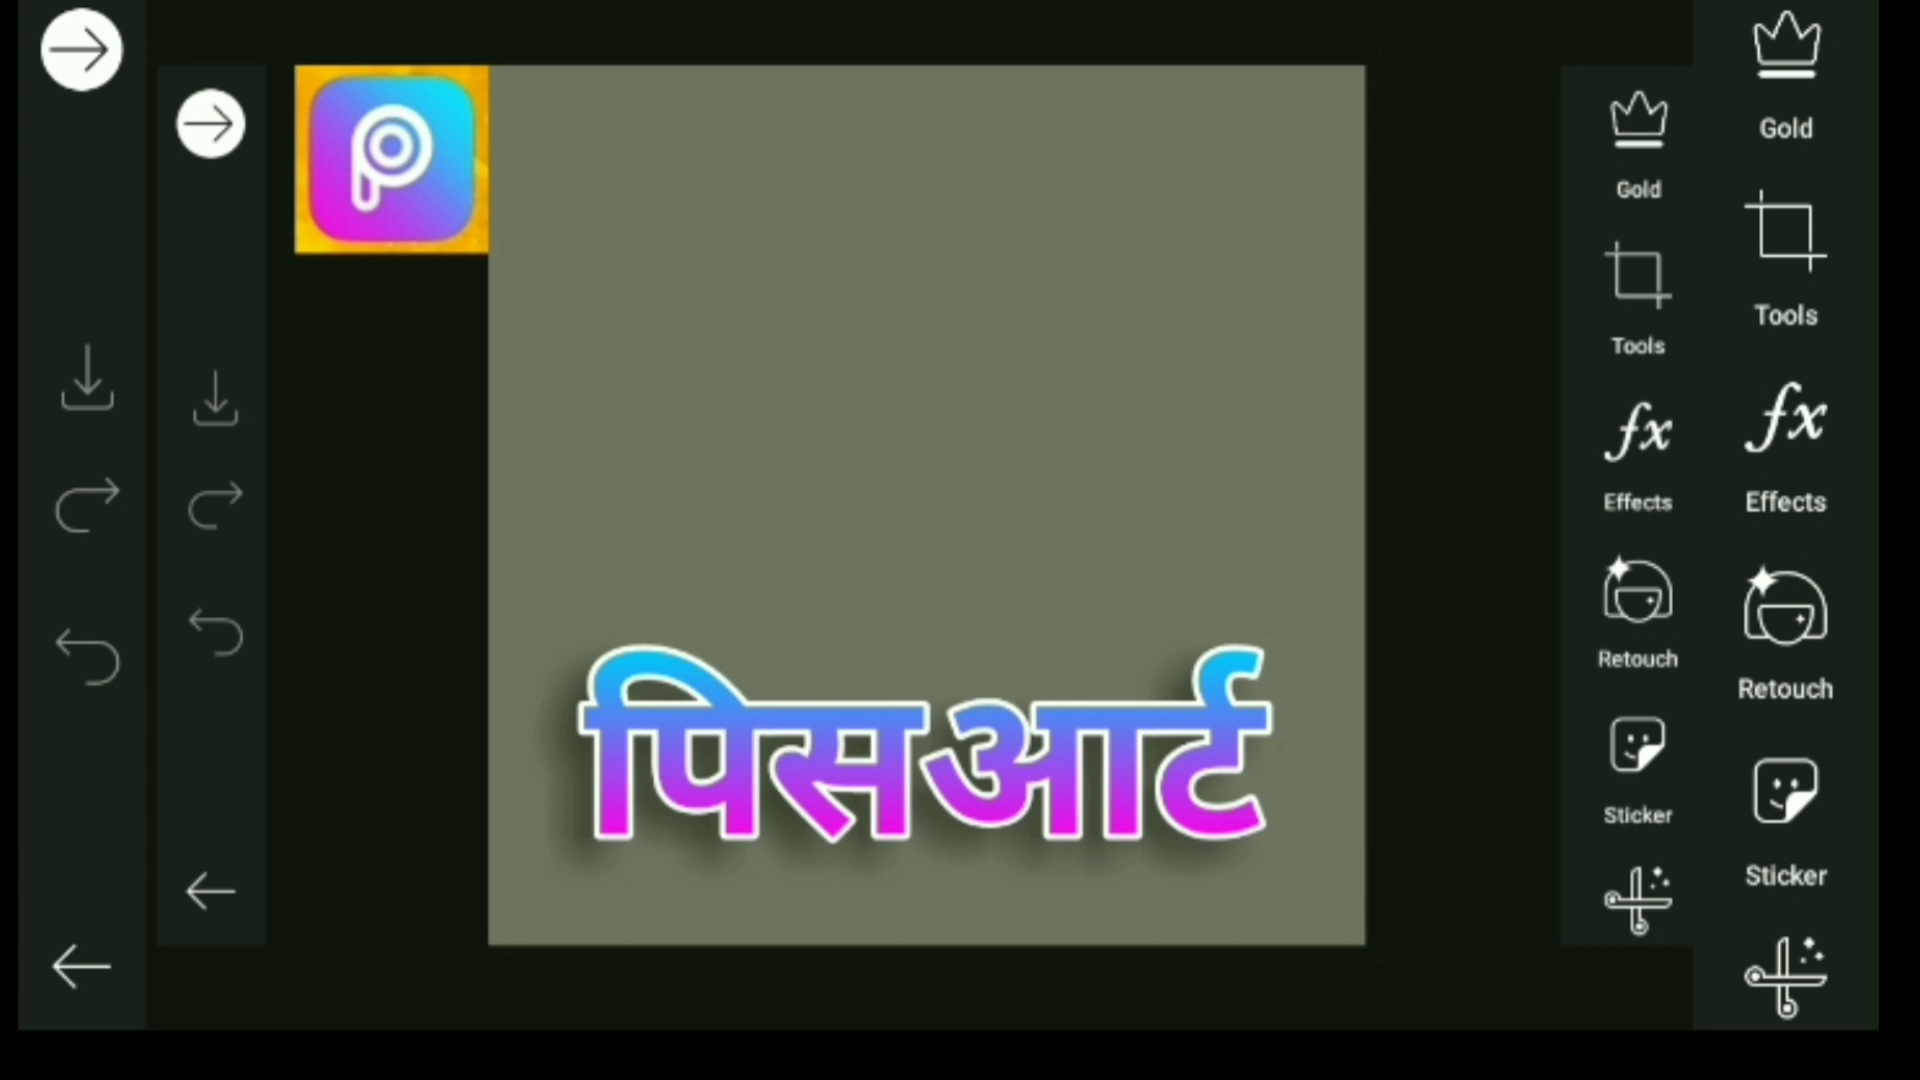 Gold
Tools
Effects
Retouch
Sticker
Gold
Tools
Effects
Retouch
Sticker
पिसआर्ट